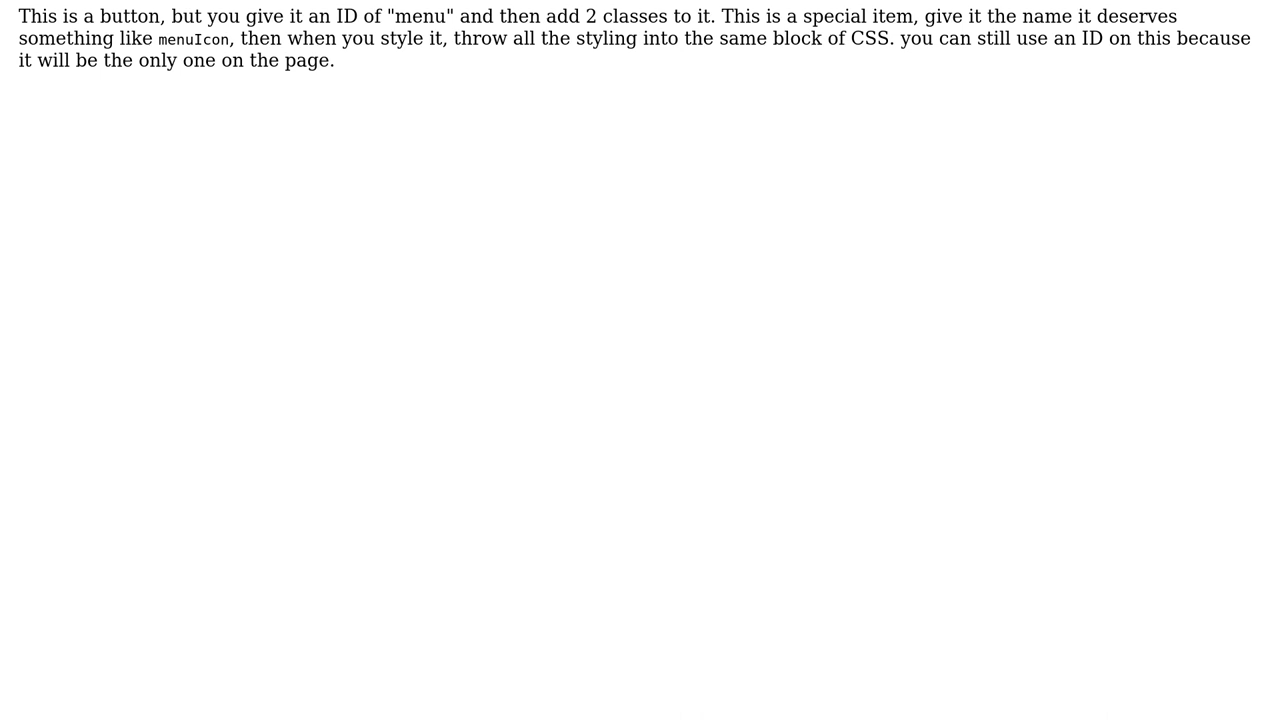 This is a button, but you give it an ID of "menu" and then add 2 classes to it. This is a special item, give it the name it deserves
something like menuIcon, then when you style it, throw all the styling into the same block of CSS. you can still use an ID on this because
it will be the only one on the page.